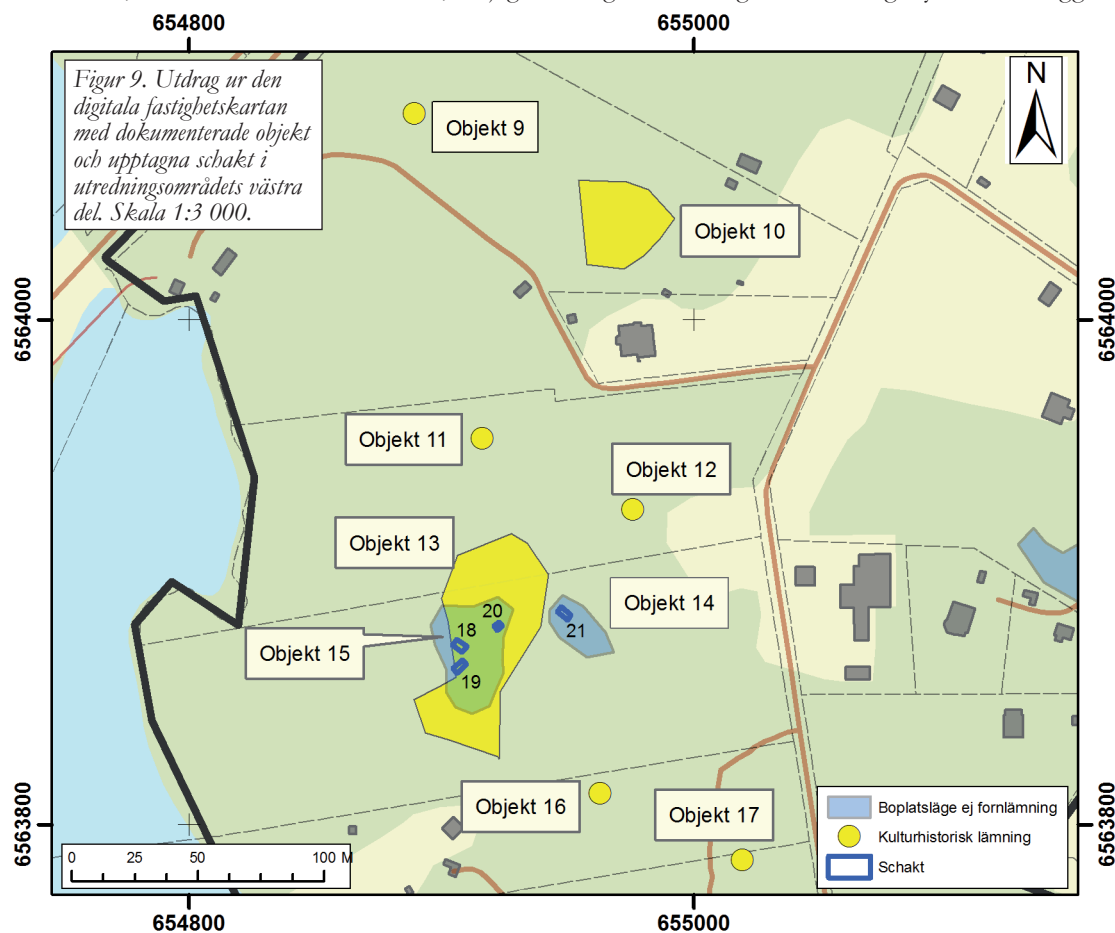 654800
655000
Figur 9. Utdrag ur den
digitala fastighetskartan
med dokumenterade objekt
och upptagna schakt i
utredningsområdets västra
del. Skala 1:3 000.
N
Objekt 9
Objekt 10
6564000
6564000
Objekt 11
Objekt 12
Objekt 13
Objekt 14
20
21
18
Objekt 15
19
Objekt 16
Objekt 17
Boplatsläge ej fornlämning
Kulturhistorisk lämning
Schakt
6563800
6563800
0 25 50 100 M
654800
655000